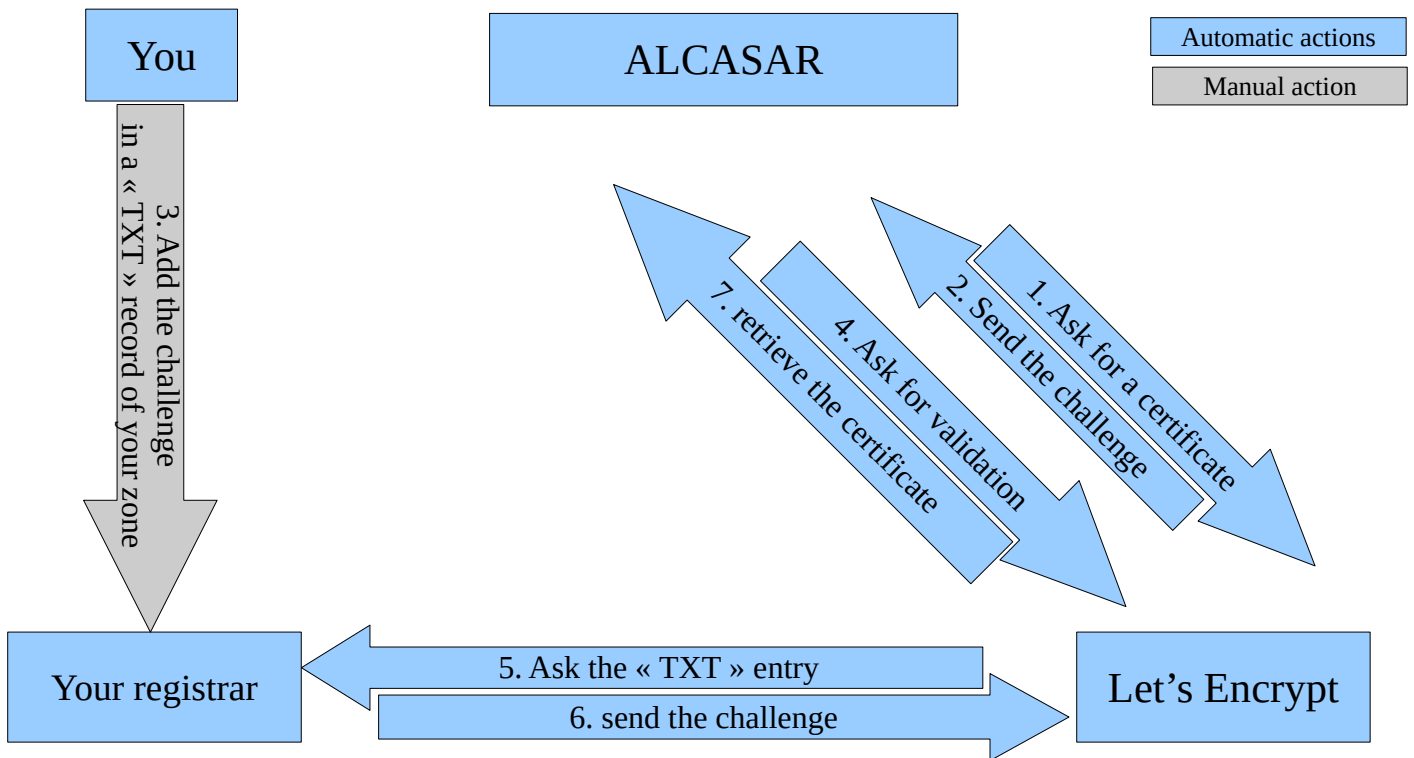 You
ALCASAR
Automatic actions
Manual action
3. Add the challenge
in a « TXT » record of your zone
1. Ask for a certificate
2. Send the challenge
4. Ask for validation
7. retrieve the certificate
Your registrar
5. Ask the « TXT » entry
6. send the challenge
Let’s Encrypt